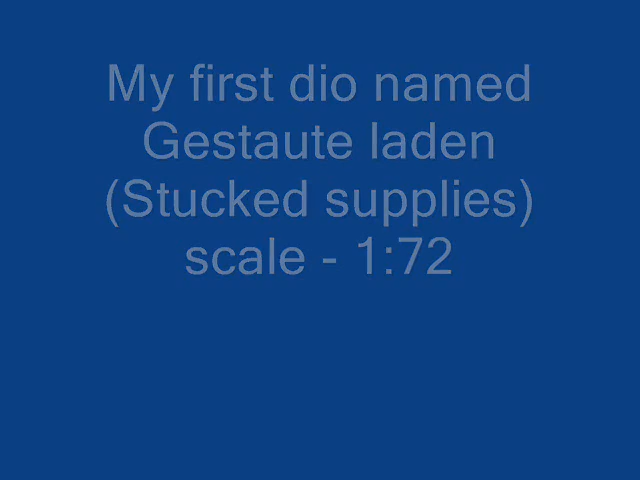 My first dio named
Gestaute laden
(Stucked supplies)
scale - 1:72